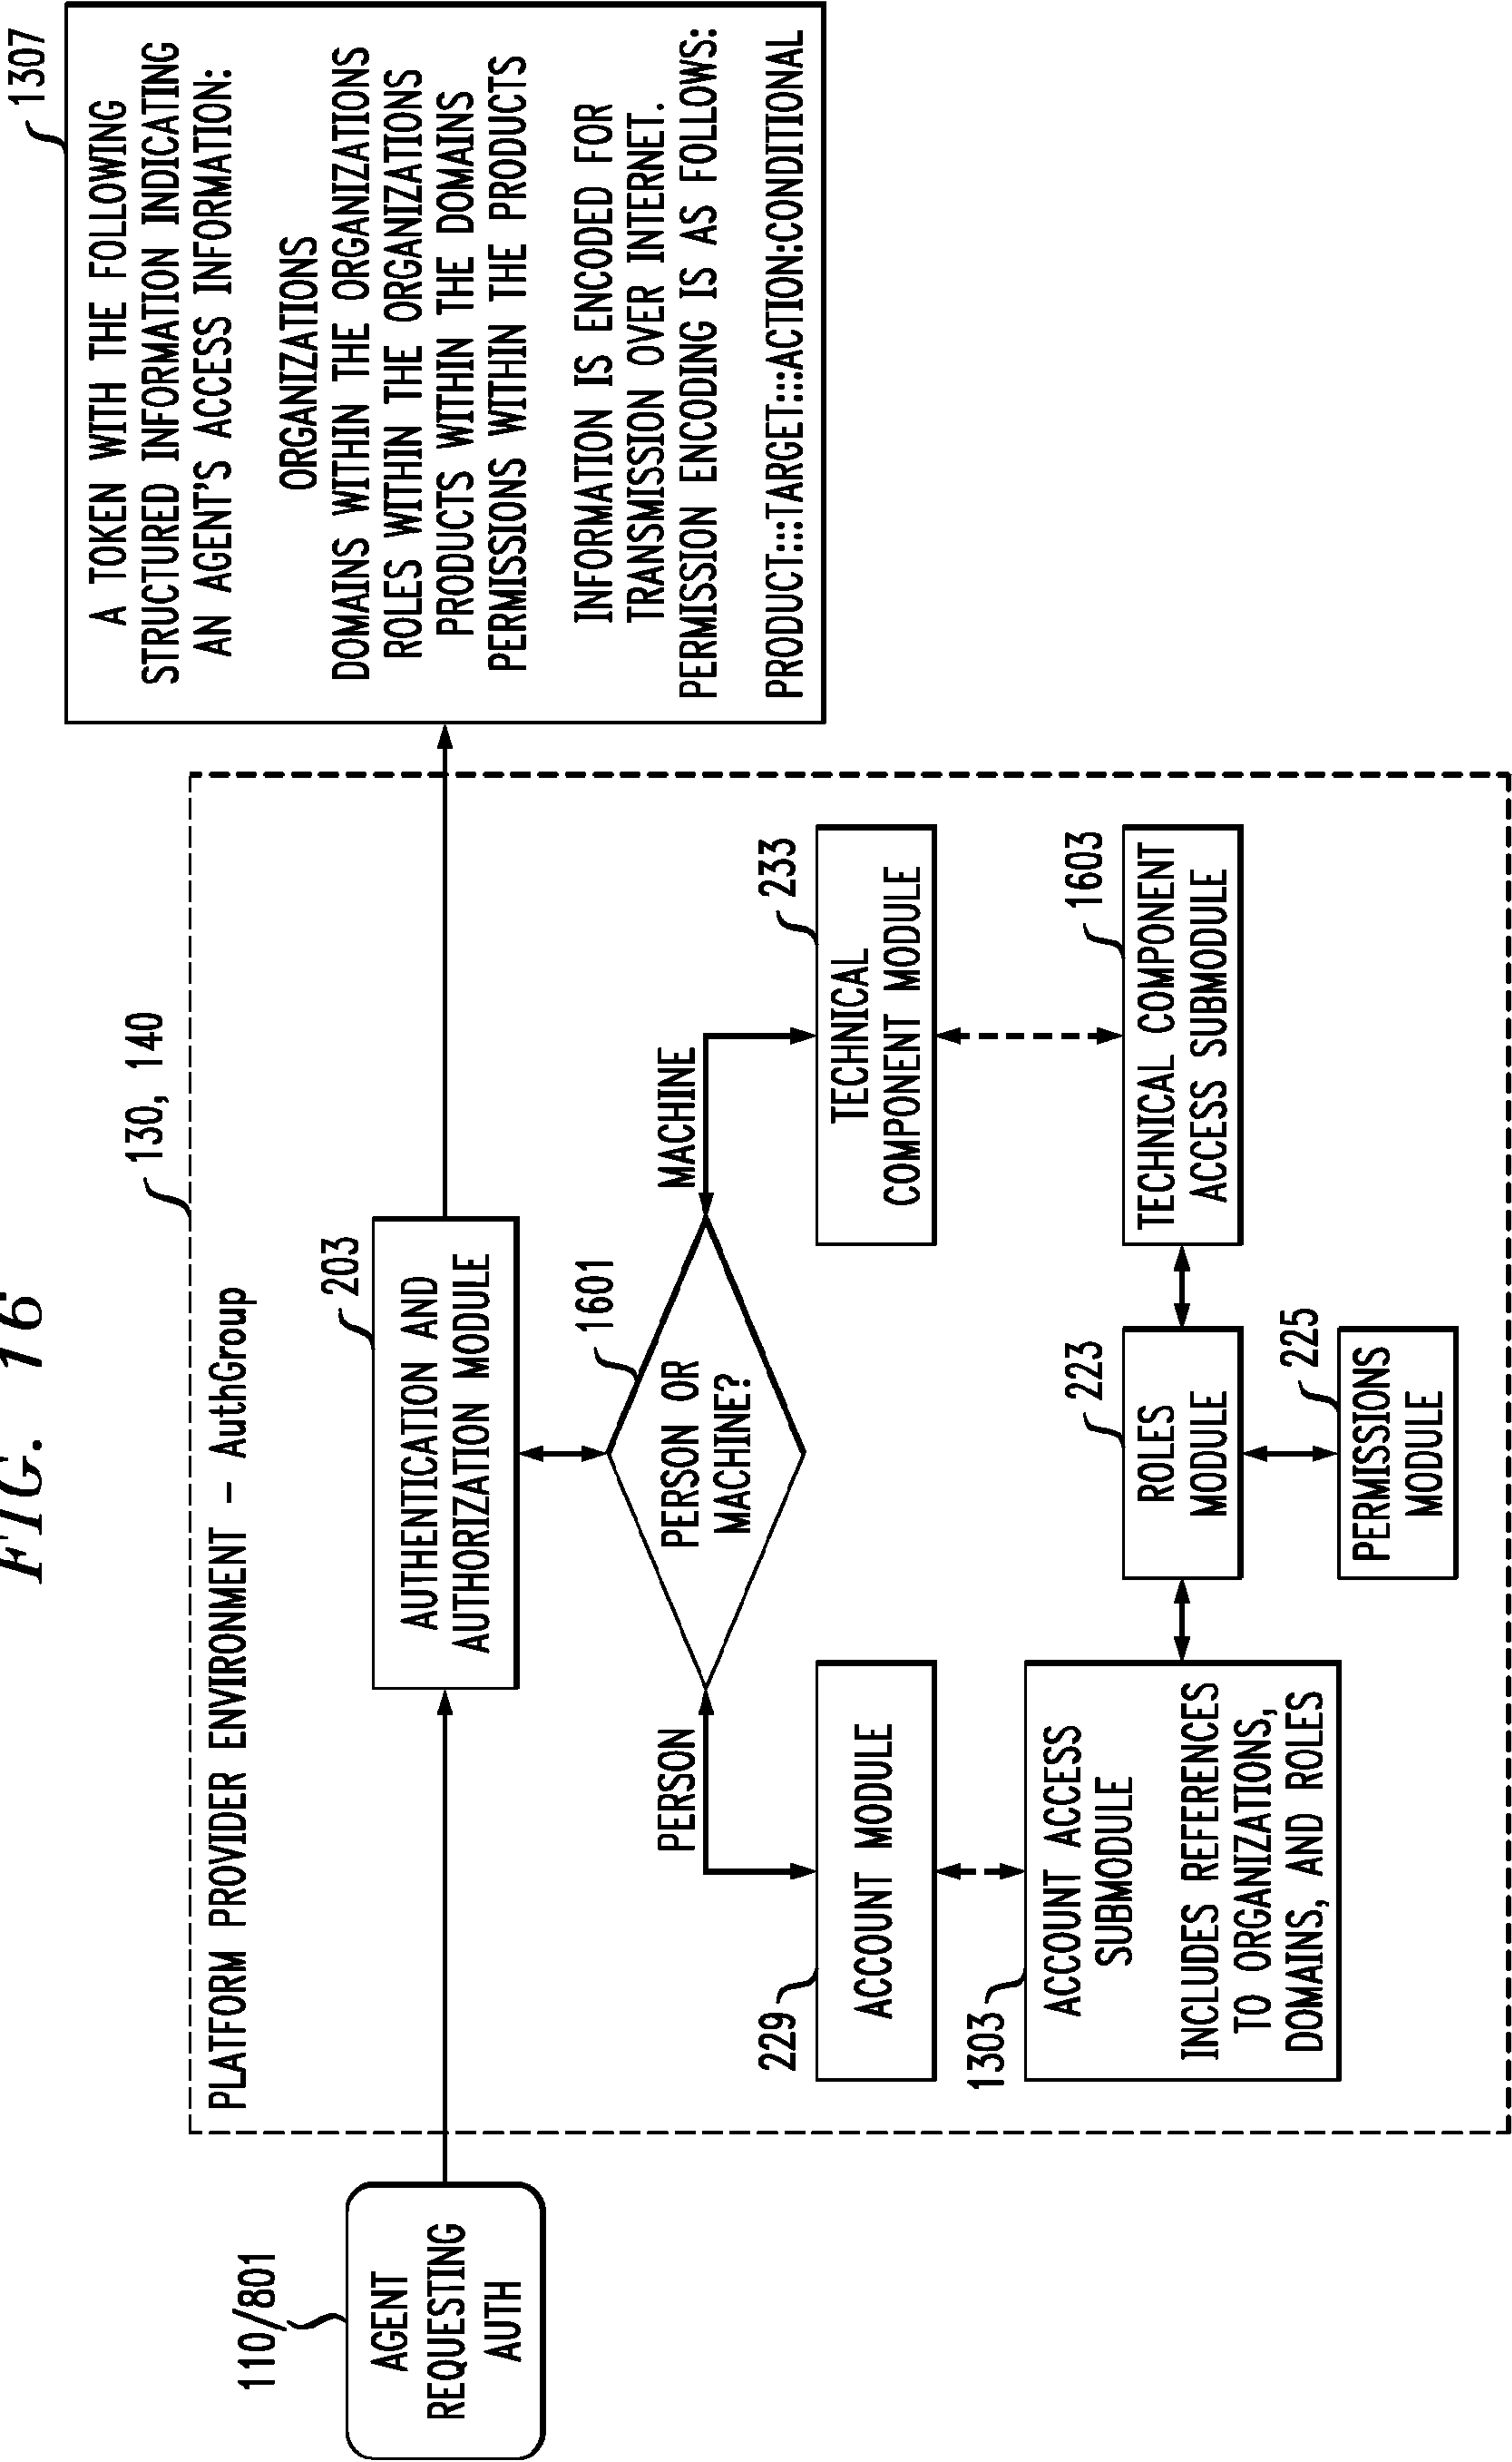 FIG. 16
110/801
AGENT
REQUESTING
AUTH
130, 140
PLATFORM PROVIDER ENVIRONMENT – AuthGroup
203
AUTHENTICATION AND
AUTHORIZATION MODULE
1601
PERSON OR
MACHINE?
PERSON
MACHINE
229
ACCOUNT MODULE
233
TECHNICAL
COMPONENT MODULE
1303
ACCOUNT ACCESS
SUBMODULE
INCLUDES REFERENCES
TO ORGANIZATIONS,
DOMAINS, AND ROLES
223
ROLES
MODULE
1603
TECHNICAL COMPONENT
ACCESS SUBMODULE
225
PERMISSIONS
MODULE
1307
A TOKEN WITH THE FOLLOWING
STRUCTURED INFORMATION INDICATING
AN AGENT'S ACCESS INFORMATION:
ORGANIZATIONS
DOMAINS WITHIN THE ORGANIZATIONS
ROLES WITHIN THE ORGANIZATIONS
PRODUCTS WITHIN THE DOMAINS
PERMISSIONS WITHIN THE PRODUCTS
INFORMATION IS ENCODED FOR
TRANSMISSION OVER INTERNET.
PERMISSION ENCODING IS AS FOLLOWS:
PRODUCT:::TARGET:::ACTION:CONDITIONAL